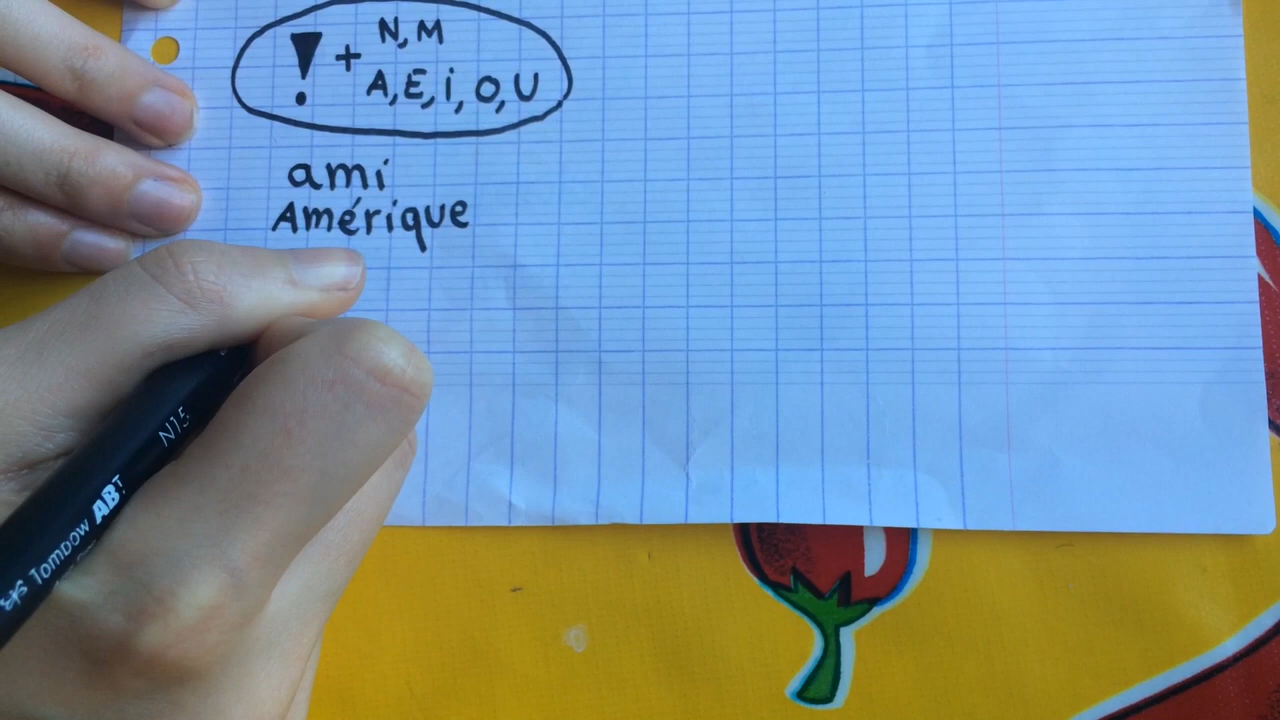 ! + N, M
A, E, i, O, U
ami
Amérique
N15
Tombow ABT